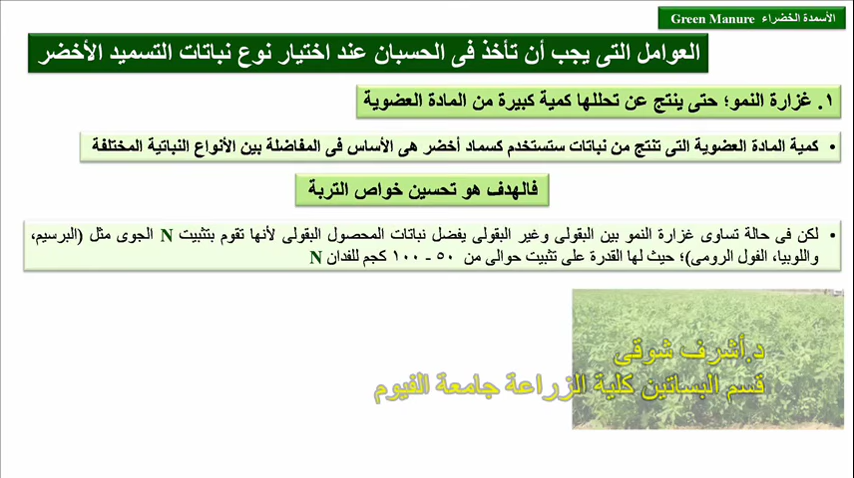 الأسمدة الخضراء Green Manure
العوامل التى يجب أن تأخذ فى الحسبان عند اختيار نوع نباتات التسميد الأخضر
١. غزارة النمو؛ حتى ينتج عن تحللها كمية كبيرة من المادة العضوية
• كمية المادة العضوية التى تنتج من نباتات ستستخدم كسماد أخضر هى الأساس فى المفاضلة بين الأنواع النباتية المختلفة
فالهدف هو تحسين خواص التربة
• لكن فى حالة تساوى غزارة النمو بين البقولى وغير البقولى يفضل نباتات المحصول البقولى لأنها تقوم بتثبيت N الجوى مثل (البرسيم،
واللوبيا، الفول الرومى)؛ حيث لها القدرة على تثبيت حوالى من ٥٠ - ١٠٠ كجم للفدان N
د.أشرف شوقى
قسم البساتين كلية الزراعة جامعة الفيوم